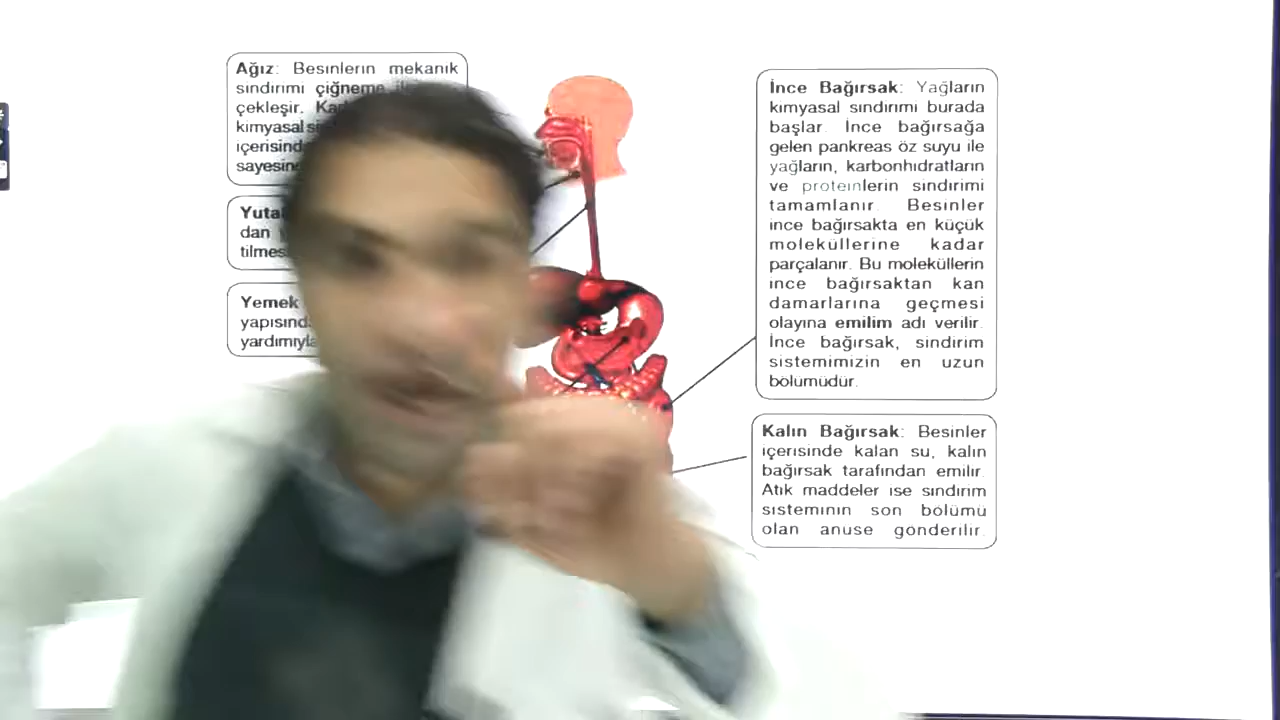 Ağız: Besinlerin mekanik
sindirimi çiğneme
çekleşir.
kimyasal
içerisind
sayesin
dan
tilmes
Yemek
yapısınd
yardımıyla
İnce Bağırsak: Yağların
kimyasal sindirimi burada
başlar. İnce bağırsağa
gelen pankreas öz suyu ile
yağların, karbonhidratların
ve proteinlerin sindirimi
tamamlanır. Besinler
ince bağırsakta en küçük
moleküllerine kadar
parçalanır. Bu moleküllerin
ince bağırsaktan kan
damarlarına geçmesi
olayına emilim adı verilir.
İnce bağırsak, sindirim
sistemimizin en uzun
bölümüdür.
Kalın Bağırsak: Besinler
içerisinde kalan su, kalın
bağırsak tarafından emilir.
Atık maddeler ise sindirim
sisteminin son bölümü
olan anuse gönderilir.